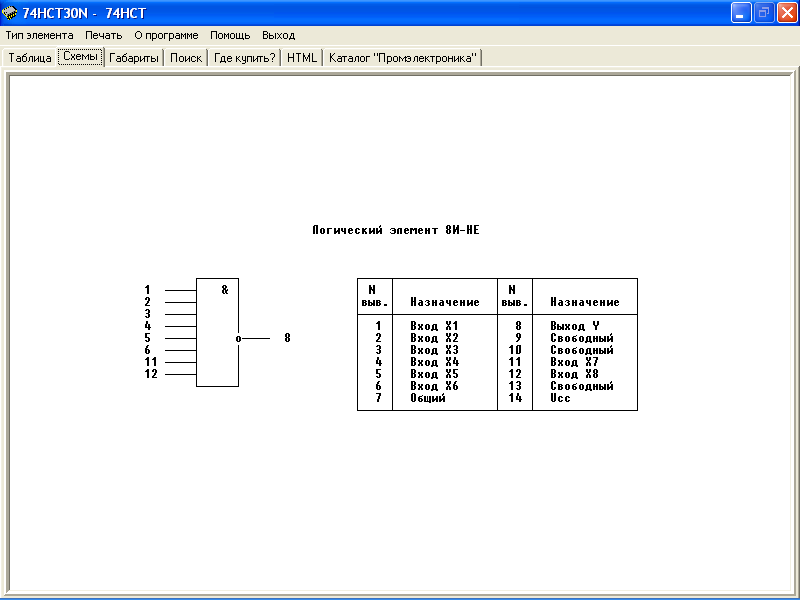 74HCT30N - 74HCT
Тип элемента Печать О программе Помощь Выход
Таблица Схемы Габариты Поиск Где купить? HTML Каталог "Промэлектроника"
Логический элемент 8И-НЕ
1
2
3
4
5
6
11
12
&
8
N выв. Назначение N выв. Назначение
1 Вход X1 8 Выход Y
2 Вход X2 9 Свободный
3 Вход X3 10 Свободный
4 Вход X4 11 Вход X7
5 Вход X5 12 Вход X8
6 Вход X6 13 Свободный
7 Общий 14 Ucc